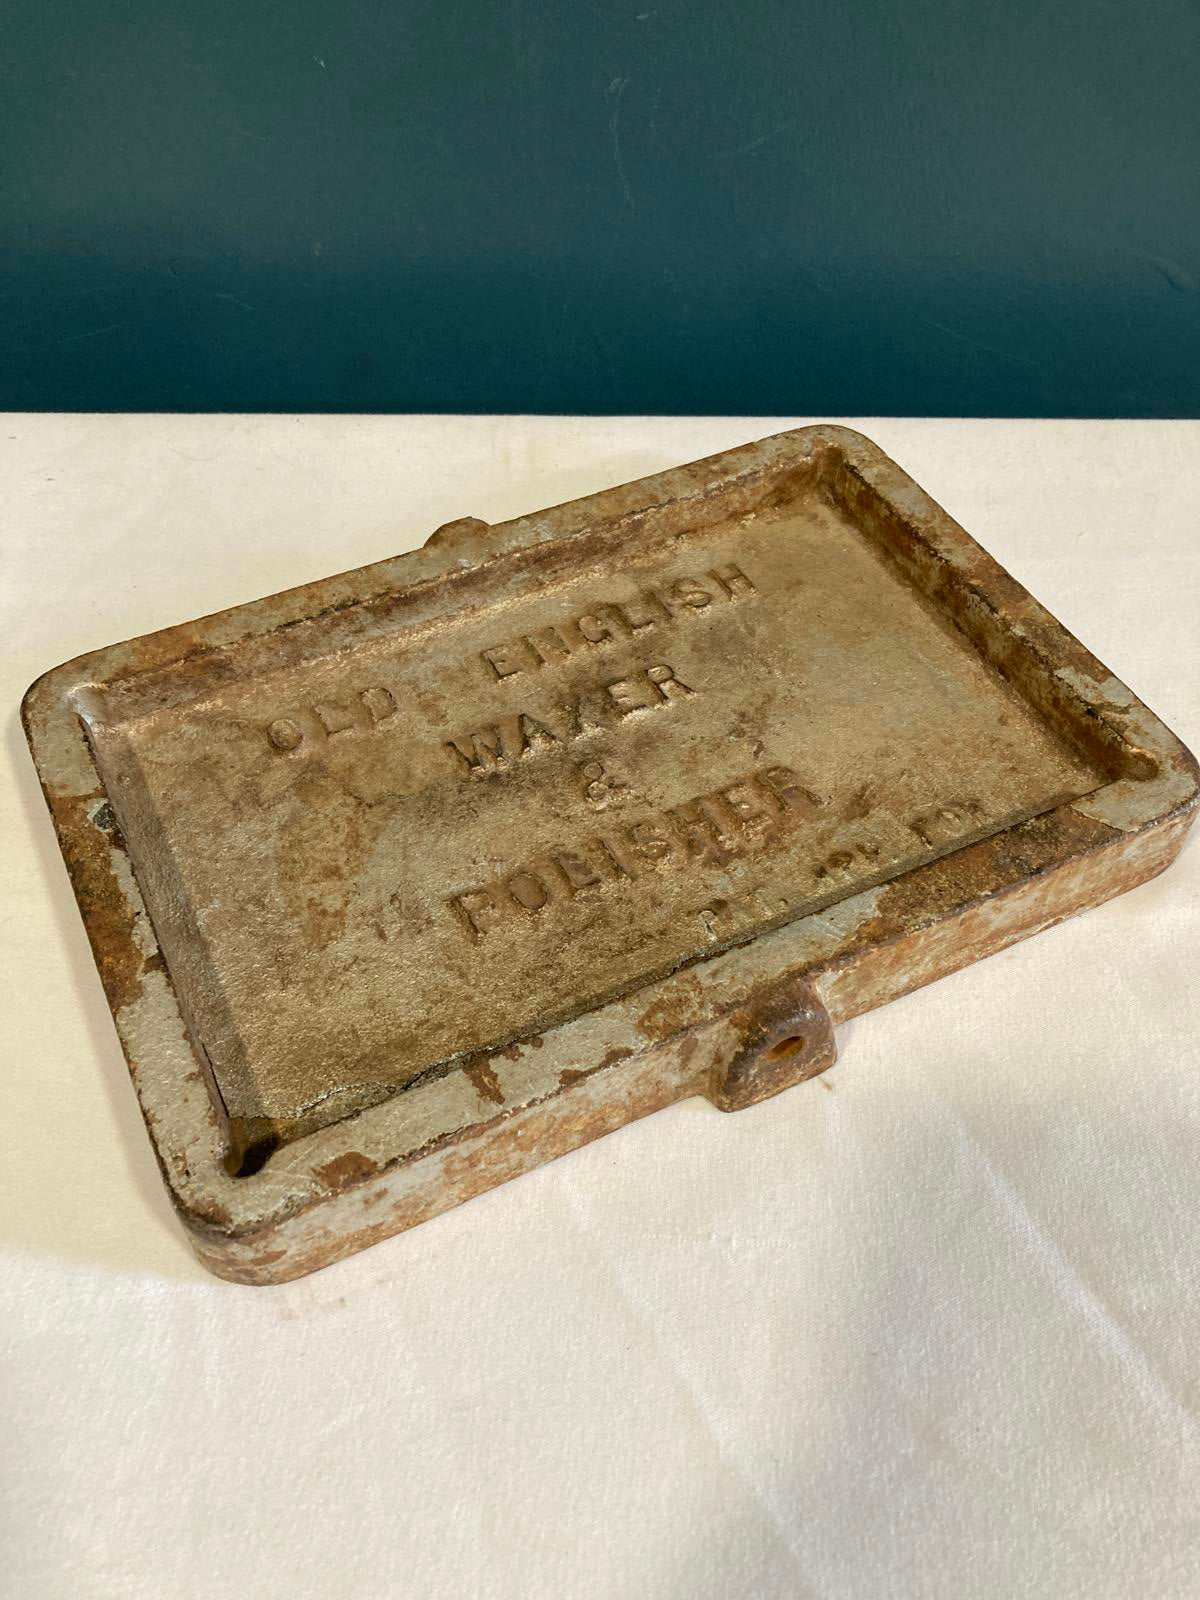 OLD ENGLISH
WAXER
&
POLISHER